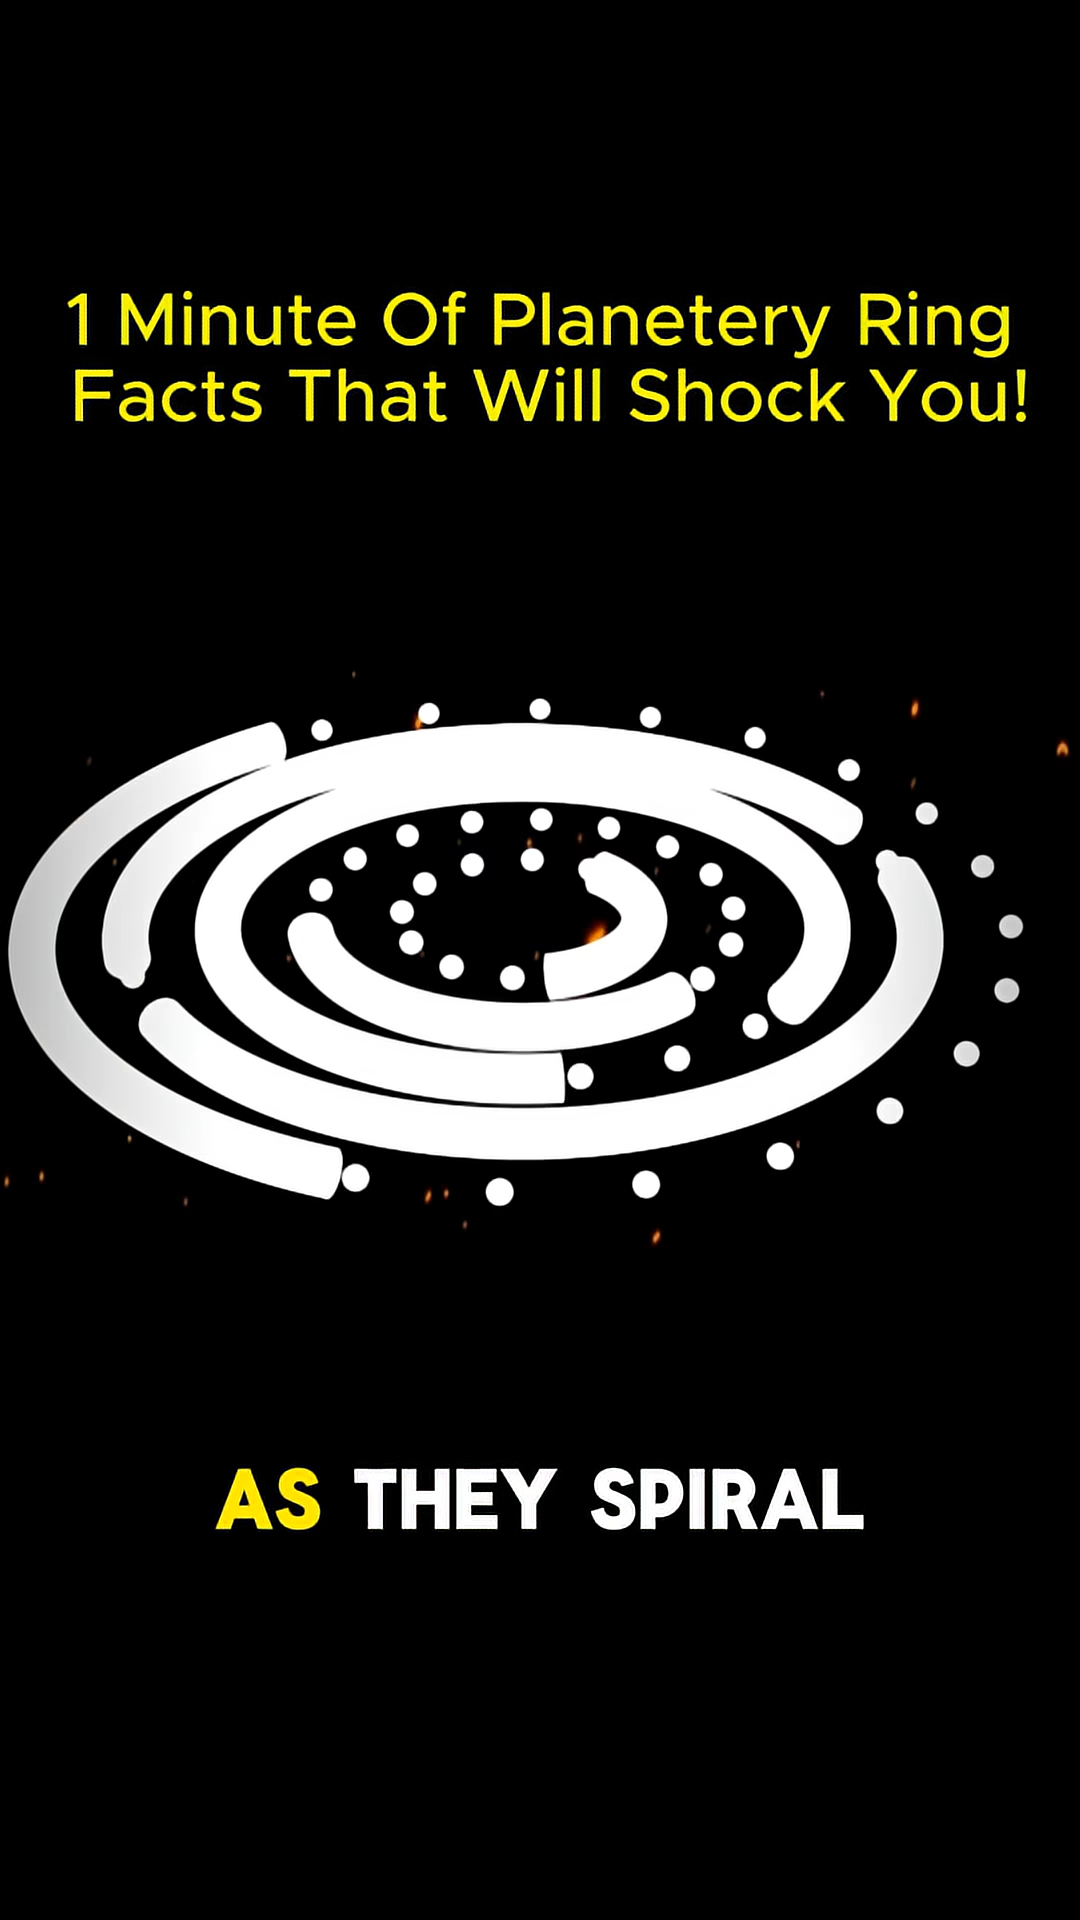 1 Minute Of Planetery Ring
Facts That Will Shock You!
AS THEY SPIRAL